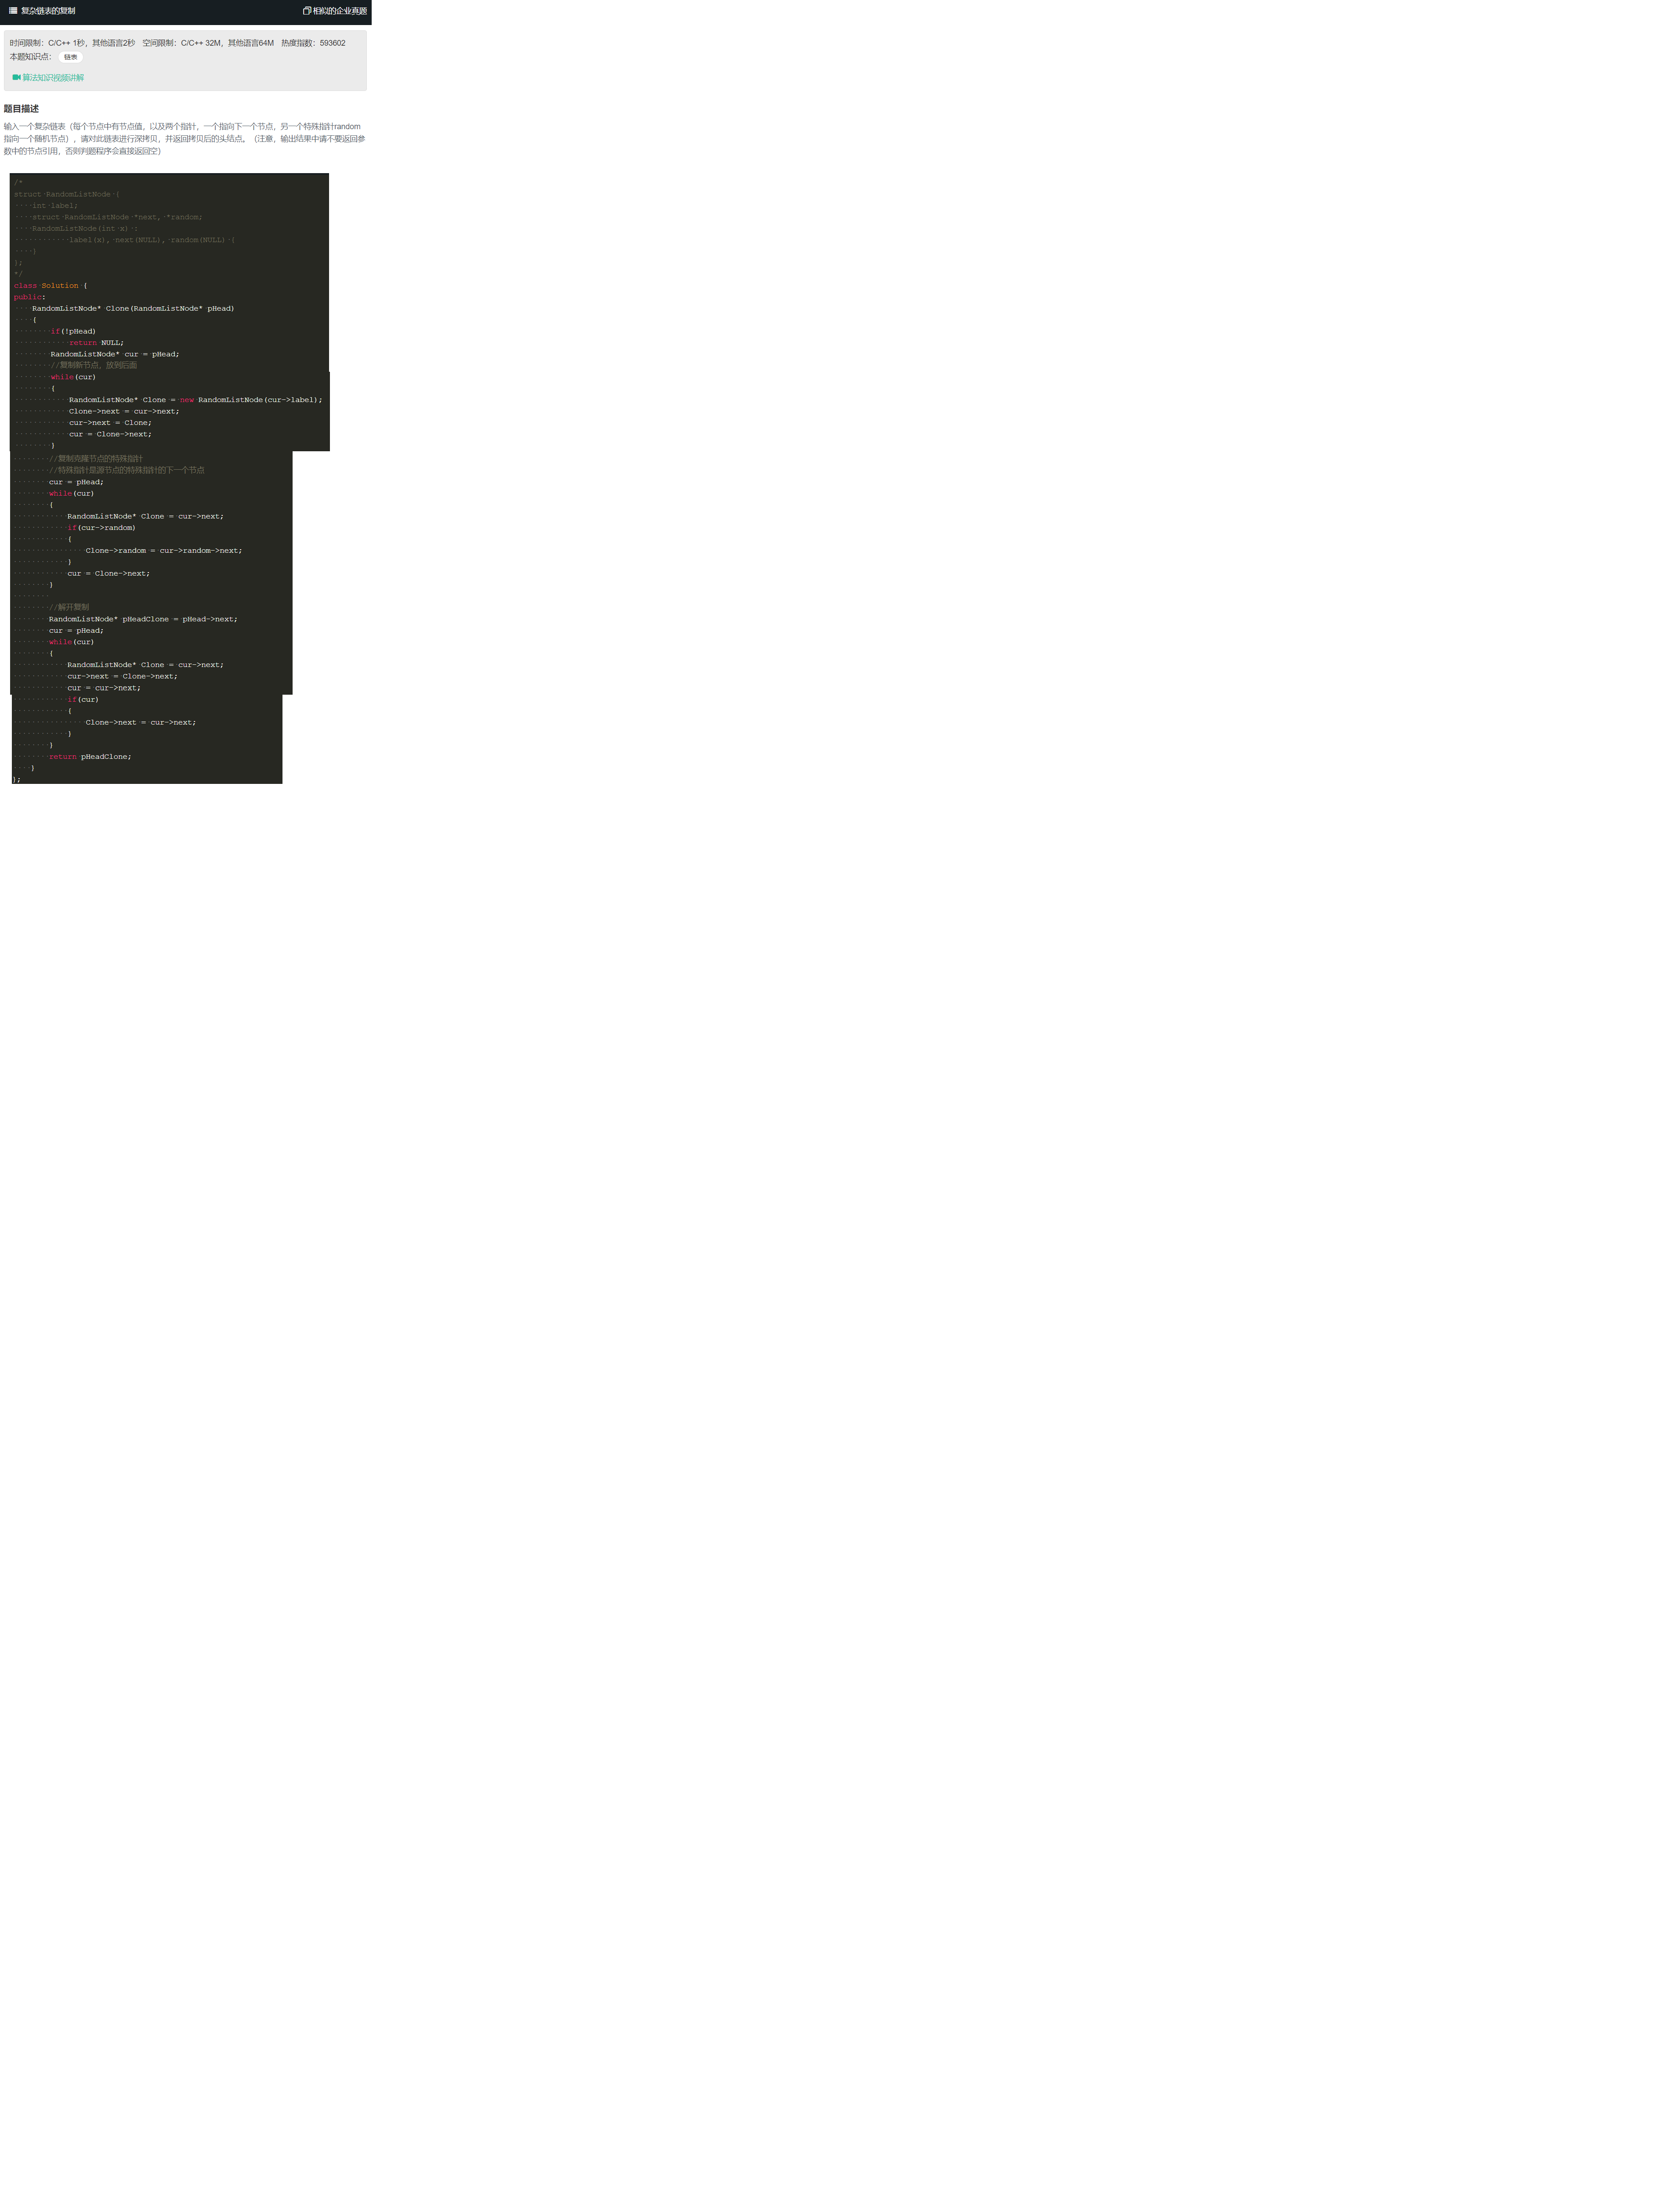 复杂链表的复制
相似的企业真题
时间限制：C/C++ 1秒，其他语言2秒 空间限制：C/C++ 32M，其他语言64M 热度指数：593602
本题知识点： 链表
算法知识视频讲解
题目描述
输入一个复杂链表（每个节点中有节点值，以及两个指针，一个指向下一个节点，另一个特殊指针random
指向一个随机节点），请对此链表进行深拷贝，并返回拷贝后的头结点。（注意，输出结果中请不要返回参
数中的节点引用，否则判题程序会直接返回空）
/*
struct RandomListNode {
    int label;
    struct RandomListNode *next, *random;
    RandomListNode(int x) :
            label(x), next(NULL), random(NULL) {
    }
};
*/
class Solution {
public:
    RandomListNode* Clone(RandomListNode* pHead)
    {
        if(!pHead)
            return NULL;
        RandomListNode* cur = pHead;
        //复制新节点，放到后面
        while(cur)
        {
            RandomListNode* Clone = new RandomListNode(cur->label);
            Clone->next = cur->next;
            cur->next = Clone;
            cur = Clone->next;
        }
        //复制克隆节点的特殊指针
        //特殊指针是源节点的特殊指针的下一个节点
        cur = pHead;
        while(cur)
        {
            RandomListNode* Clone = cur->next;
            if(cur->random)
            {
                Clone->random = cur->random->next;
            }
            cur = Clone->next;
        }
        //解开复制
        RandomListNode* pHeadClone = pHead->next;
        cur = pHead;
        while(cur)
        {
            RandomListNode* Clone = cur->next;
            cur->next = Clone->next;
            cur = cur->next;
            if(cur)
            {
                Clone->next = cur->next;
            }
        }
        return pHeadClone;
    }
};